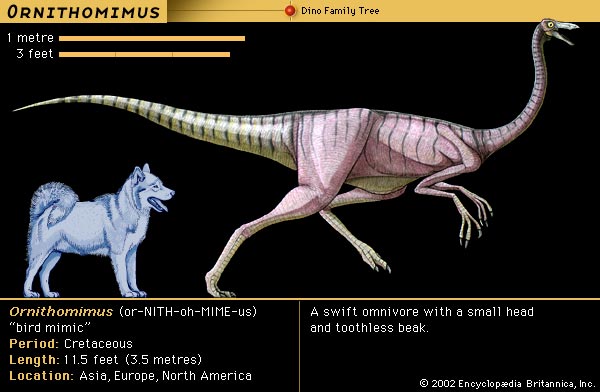 ORNITHOMIMUS
Dino Family Tree
1 metre
3 feet
Ornithomimus (or-NITH-oh-MIME-us)
“bird mimic”
Period: Cretaceous
Length: 11.5 feet (3.5 metres)
Location: Asia, Europe, North America
A swift omnivore with a small head
and toothless beak.
© 2002 Encyclopædia Britannica, Inc.